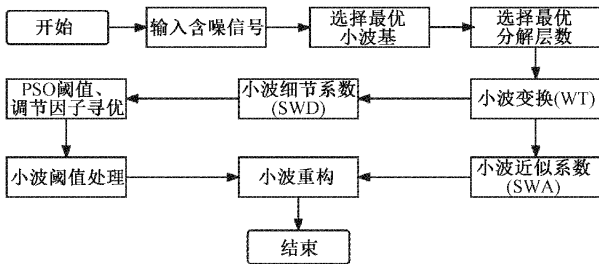 开始
输入含噪信号
选择最优
小波基
选择最优
分解层数
PSO阈值、
调节因子寻优
小波细节系数
(SWD)
小波变换(WT)
小波阈值处理
小波重构
小波近似系数
(SWA)
结束